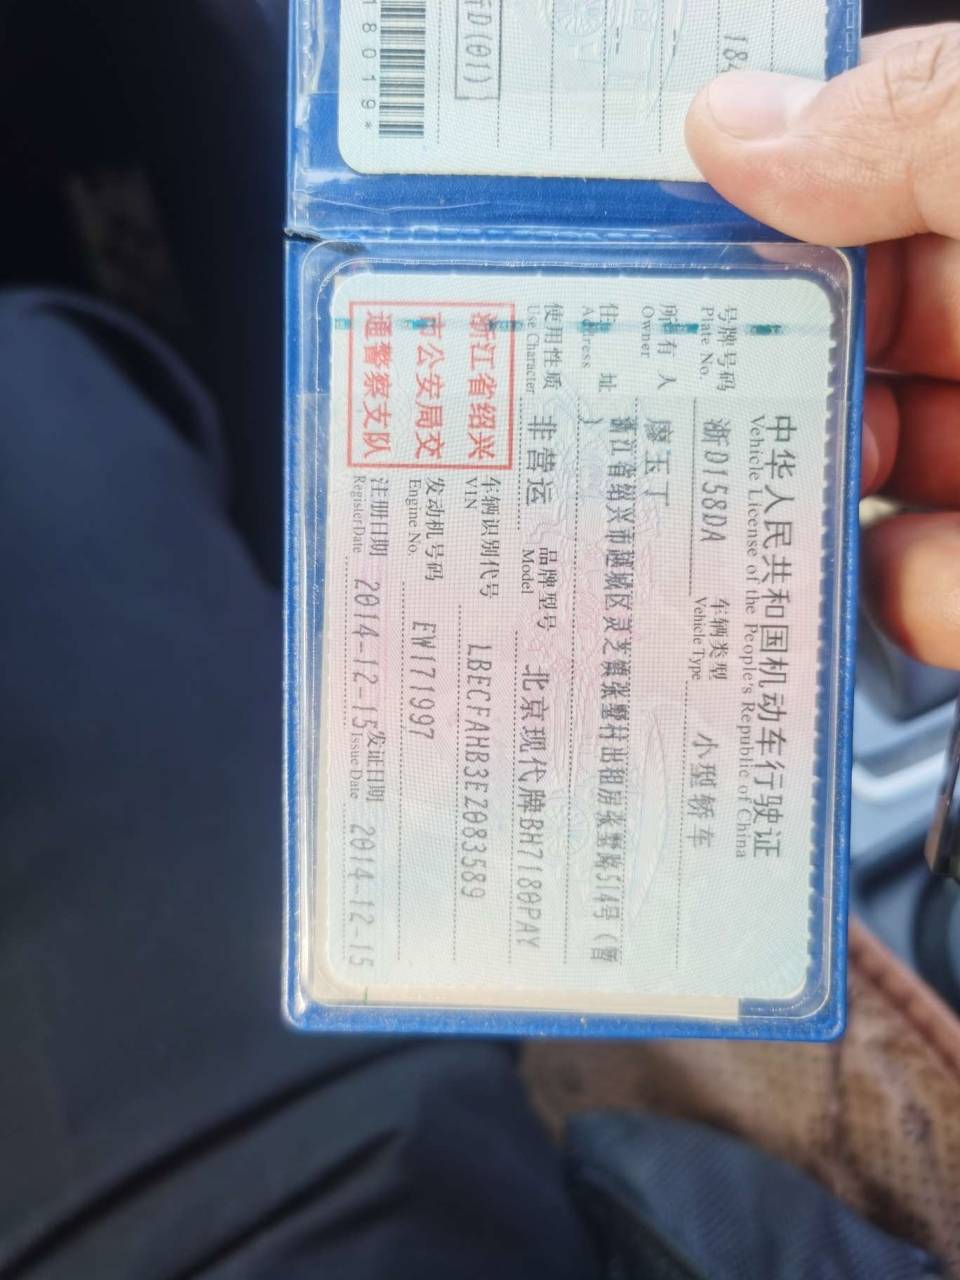 中华人民共和国机动车行驶证
Vehicle License of the People's Republic of China
号牌号码 浙D158DA 车辆类型 小型轿车
Plate No. Vehicle Type
所有人 廖玉丁
Owner
住址 浙江省绍兴市越城区灵芝镇张墅村出租房张墅路514号(暂
Address )
使用性质 非营运 品牌型号 北京现代牌BH7180PAY
Use Character Model
浙江省绍兴
市公安局交
通警察支队
车辆识别代号 LBECFAHB3EZ083589
VIN
发动机号码 EW171997
Engine No.
注册日期 2014-12-15 发证日期 2014-12-15
Register Date Issue Date
D(01)
18019*